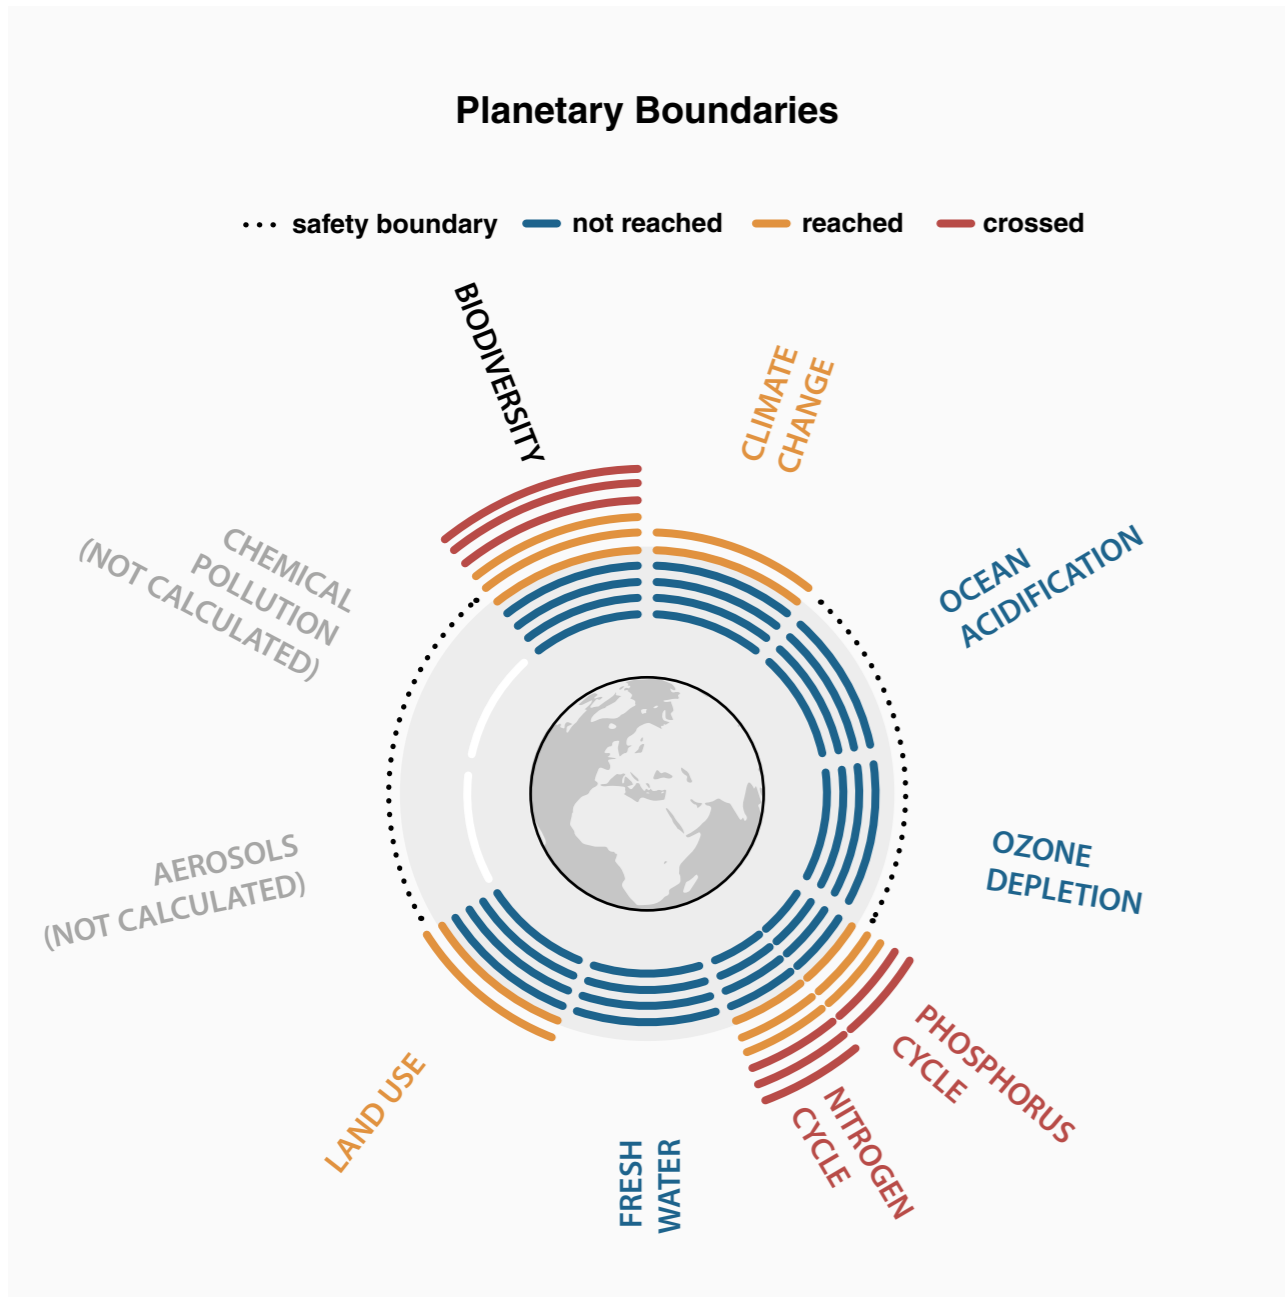 Planetary Boundaries
safety boundary
not reached
reached
crossed
BIODIVERSITY
CLIMATE
CHANGE
OCEAN
ACIDIFICATION
OZONE
DEPLETION
PHOSPHORUS
CYCLE
NITROGEN
CYCLE
FRESH
WATER
LAND USE
AEROSOLS
(NOT CALCULATED)
CHEMICAL
POLLUTION
(NOT CALCULATED)